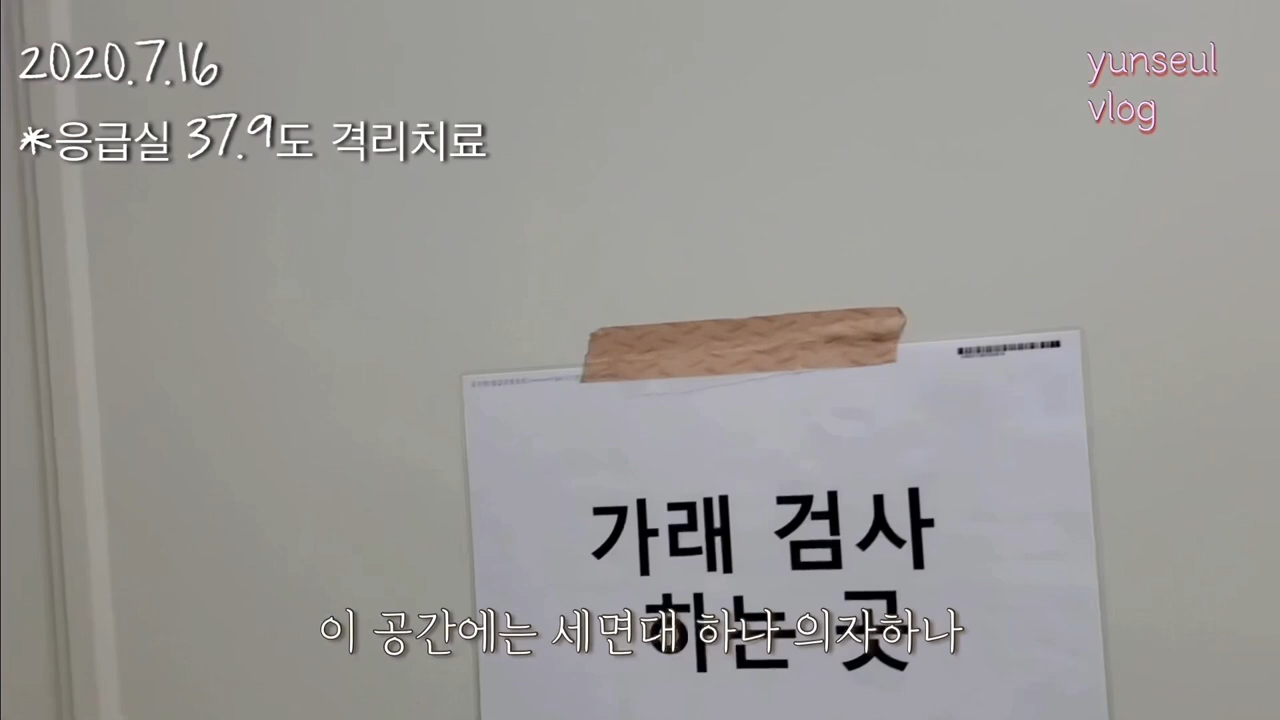 2020.7.16
*응급실 37.9도 격리치료
yunseul
vlog
가래 검사
하는 곳
이 공간에는 세면대 하나 의자하나